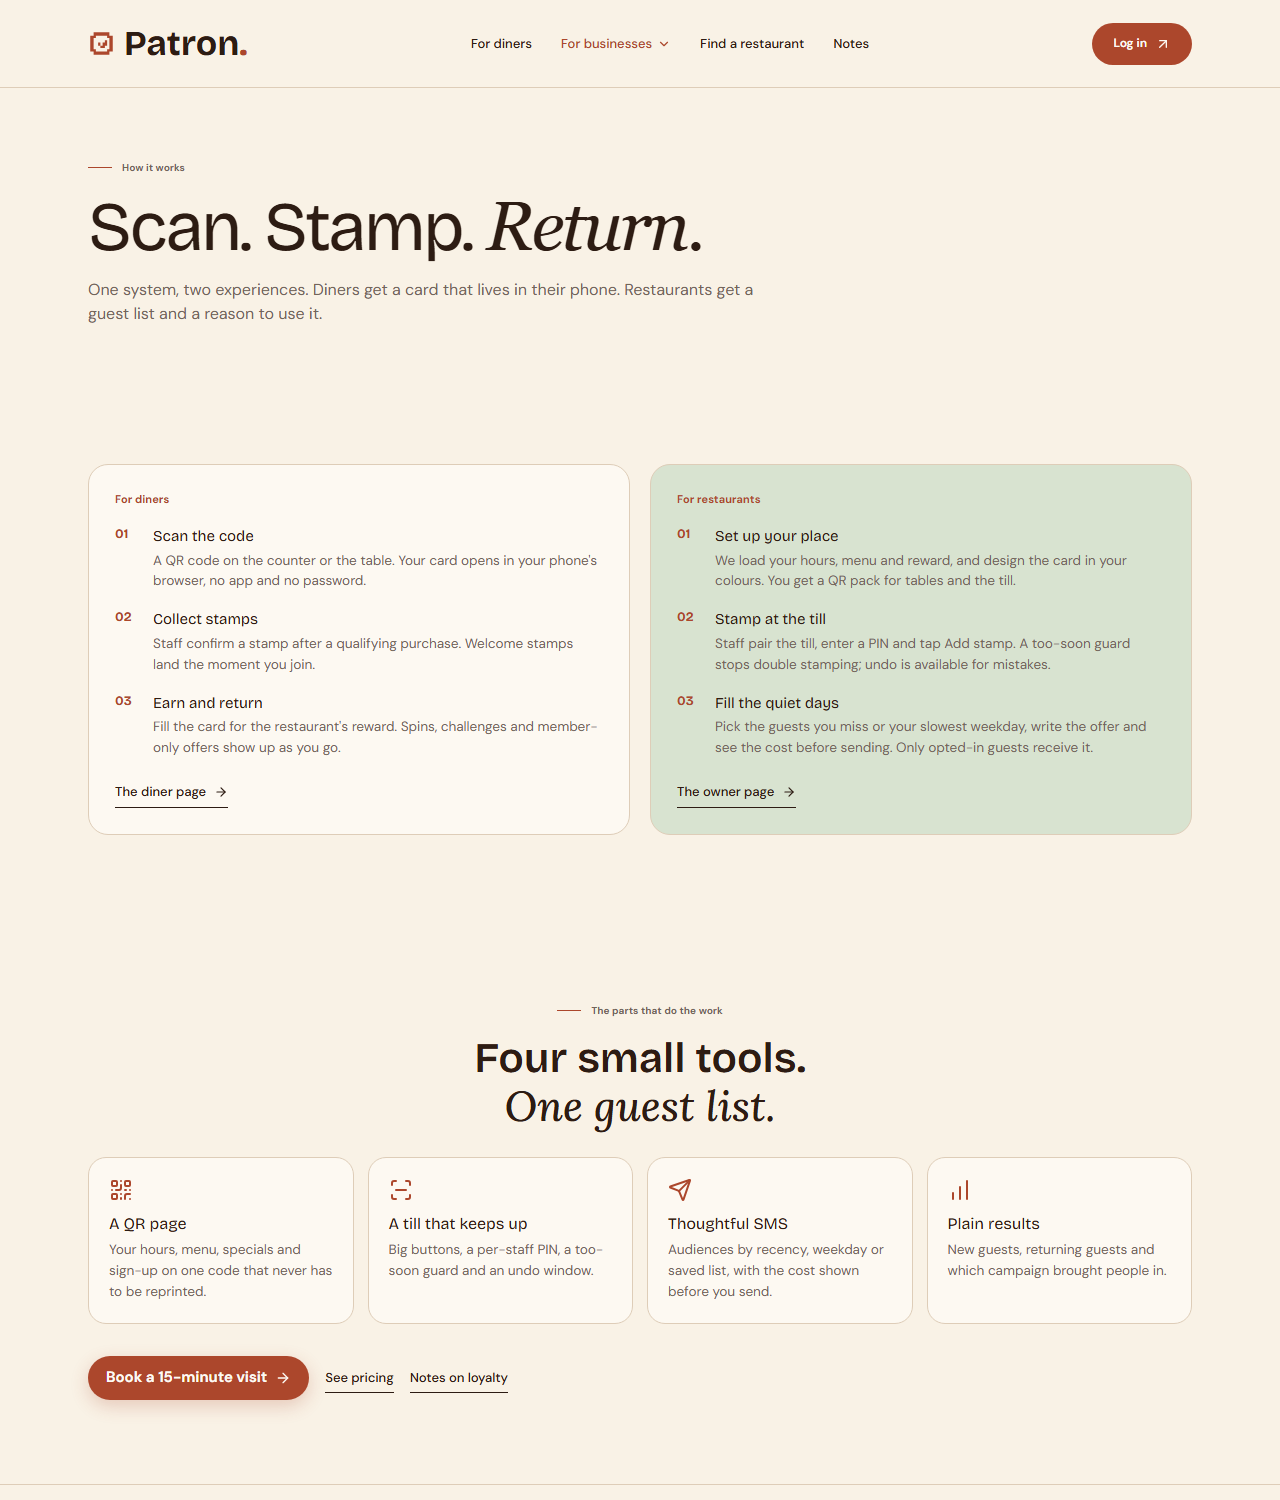 Patron.
For diners
For businesses
Find a restaurant
Notes
Log in
How it works
Scan. Stamp. Return.
One system, two experiences. Diners get a card that lives in their phone. Restaurants get a
guest list and a reason to use it.
For diners
01 Scan the code
A QR code on the counter or the table. Your card opens in your phone's
browser, no app and no password.
02 Collect stamps
Staff confirm a stamp after a qualifying purchase. Welcome stamps
land the moment you join.
03 Earn and return
Fill the card for the restaurant's reward. Spins, challenges and member-
only offers show up as you go.
The diner page
For restaurants
01 Set up your place
We load your hours, menu and reward, and design the card in your
colours. You get a QR pack for tables and the till.
02 Stamp at the till
Staff pair the till, enter a PIN and tap Add stamp. A too-soon guard
stops double stamping; undo is available for mistakes.
03 Fill the quiet days
Pick the guests you miss or your slowest weekday, write the offer and
see the cost before sending. Only opted-in guests receive it.
The owner page
The parts that do the work
Four small tools.
One guest list.
A QR page
Your hours, menu, specials and
sign-up on one code that never has
to be reprinted.
A till that keeps up
Big buttons, a per-staff PIN, a too-
soon guard and an undo window.
Thoughtful SMS
Audiences by recency, weekday or
saved list, with the cost shown
before you send.
Plain results
New guests, returning guests and
which campaign brought people in.
Book a 15-minute visit
See pricing
Notes on loyalty